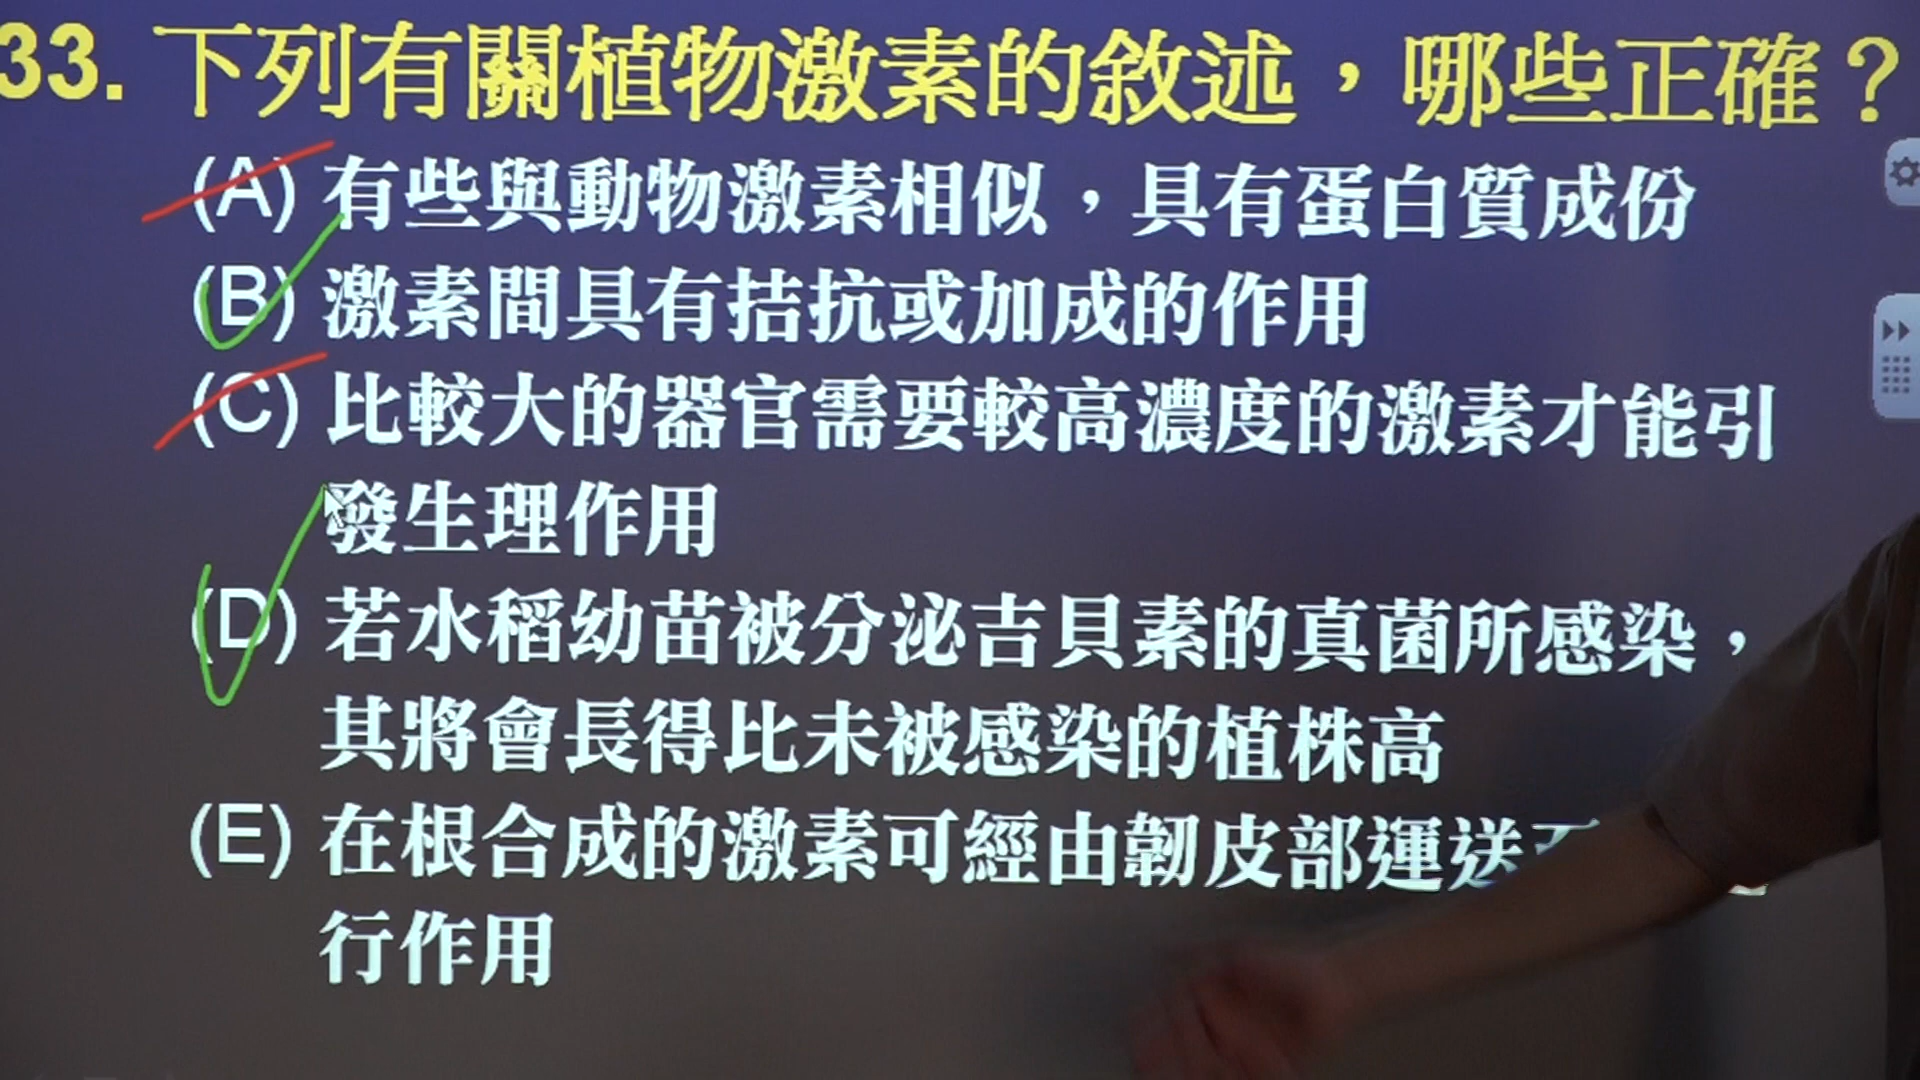 33. 下列有關植物激素的敘述，哪些正確？
(A) 有些與動物激素相似，具有蛋白質成份
(B) 激素間具有拮抗或加成的作用
(C) 比較大的器官需要較高濃度的激素才能引
發生理作用
(D) 若水稻幼苗被分泌吉貝素的真菌所感染，
其將會長得比未被感染的植株高
(E) 在根合成的激素可經由韌皮部運送
行作用